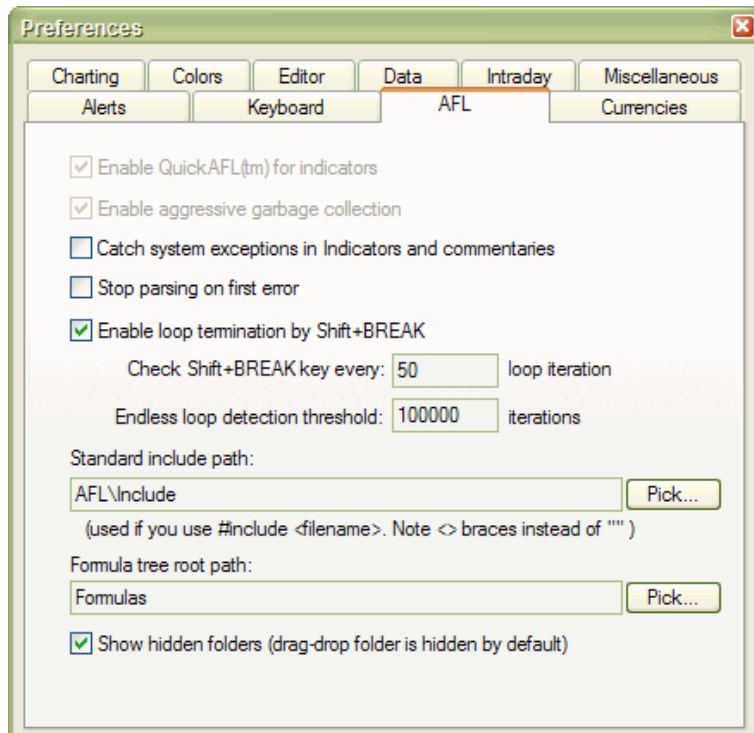 Preferences
Charting Colors Editor Data Intraday Miscellaneous
Alerts Keyboard AFL Currencies
Enable QuickAFL(tm) for indicators
Enable aggressive garbage collection
Catch system exceptions in Indicators and commentaries
Stop parsing on first error
Enable loop termination by Shift+BREAK
Check Shift+BREAK key every: 50 loop iteration
Endless loop detection threshold: 100000 iterations
Standard include path:
AFL\Include Pick...
(used if you use #include <filename>. Note <> braces instead of "" )
Formula tree root path:
Formulas Pick...
Show hidden folders (drag-drop folder is hidden by default)